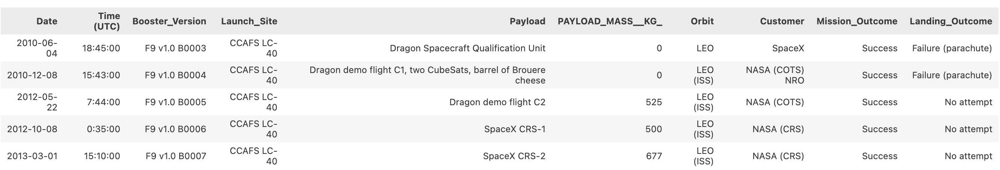 Date Time (UTC) Booster_Version Launch_Site Payload PAYLOAD_MASS__KG_ Orbit Customer Mission_Outcome Landing_Outcome
2010-06-04 18:45:00 F9 v1.0 B0003 CCAFS LC-40 Dragon Spacecraft Qualification Unit 0 LEO SpaceX Success Failure (parachute)
2010-12-08 15:43:00 F9 v1.0 B0004 CCAFS LC-40 Dragon demo flight C1, two CubeSats, barrel of Brouere cheese 0 LEO (ISS) NASA (COTS) NRO Success Failure (parachute)
2012-05-22 7:44:00 F9 v1.0 B0005 CCAFS LC-40 Dragon demo flight C2 525 LEO (ISS) NASA (COTS) Success No attempt
2012-10-08 0:35:00 F9 v1.0 B0006 CCAFS LC-40 SpaceX CRS-1 500 LEO (ISS) NASA (CRS) Success No attempt
2013-03-01 15:10:00 F9 v1.0 B0007 CCAFS LC-40 SpaceX CRS-2 677 LEO (ISS) NASA (CRS) Success No attempt